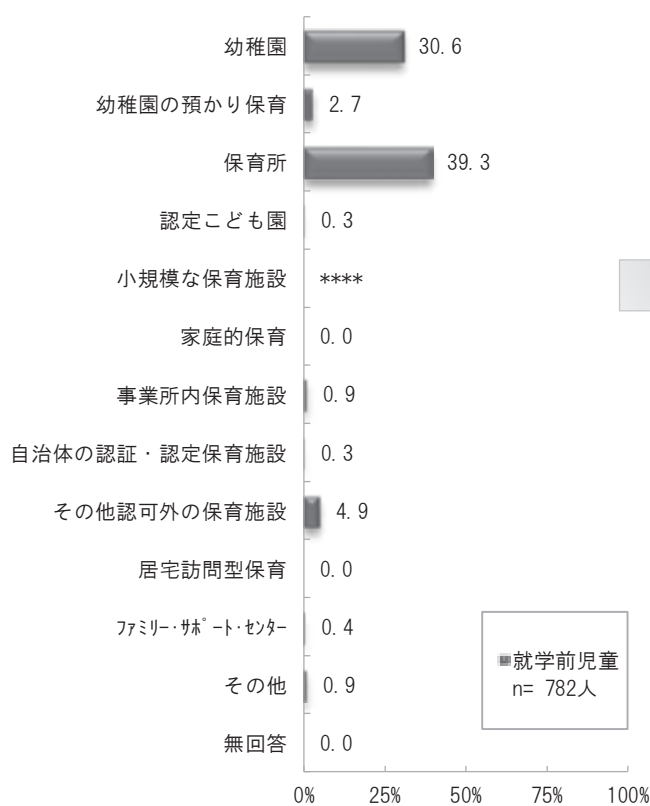 幼稚園 30.6
幼稚園の預かり保育 2.7
保育所 39.3
認定こども園 0.3
小規模な保育施設 ****
家庭的保育 0.0
事業所内保育施設 0.9
自治体の認証・認定保育施設 0.3
その他認可外の保育施設 4.9
居宅訪問型保育 0.0
ﾌｧﾐﾘｰ･ｻﾎﾟｰﾄ･ｾﾝﾀｰ 0.4
その他 0.9
無回答 0.0
就学前児童
n= 782人
0% 25% 50% 75% 100%